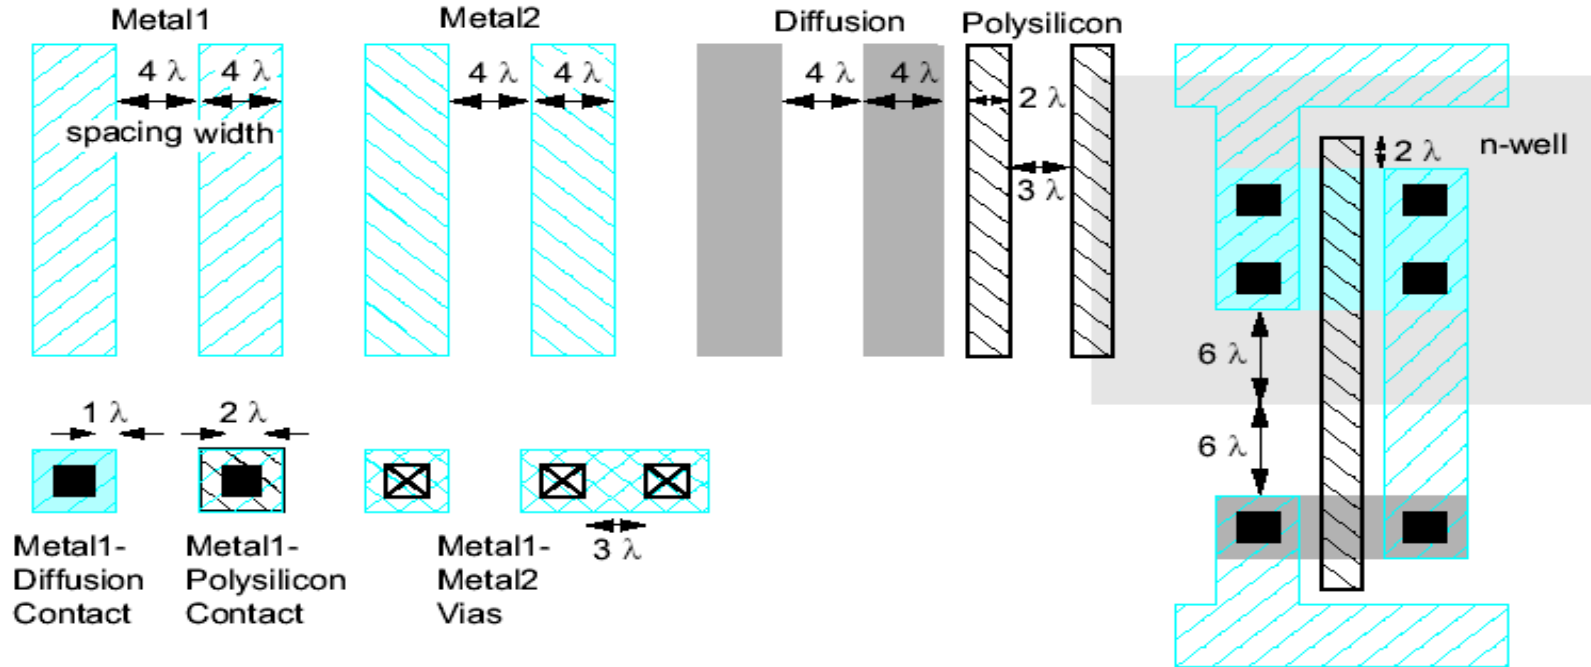 Metal1
Metal2
Diffusion
Polysilicon
4 λ
4 λ
spacing width
4 λ
4 λ
4 λ
4 λ
2 λ
3 λ
2 λ
n-well
6 λ
6 λ
1 λ
2 λ
3 λ
Metal1-
Diffusion
Contact
Metal1-
Polysilicon
Contact
Metal1-
Metal2
Vias